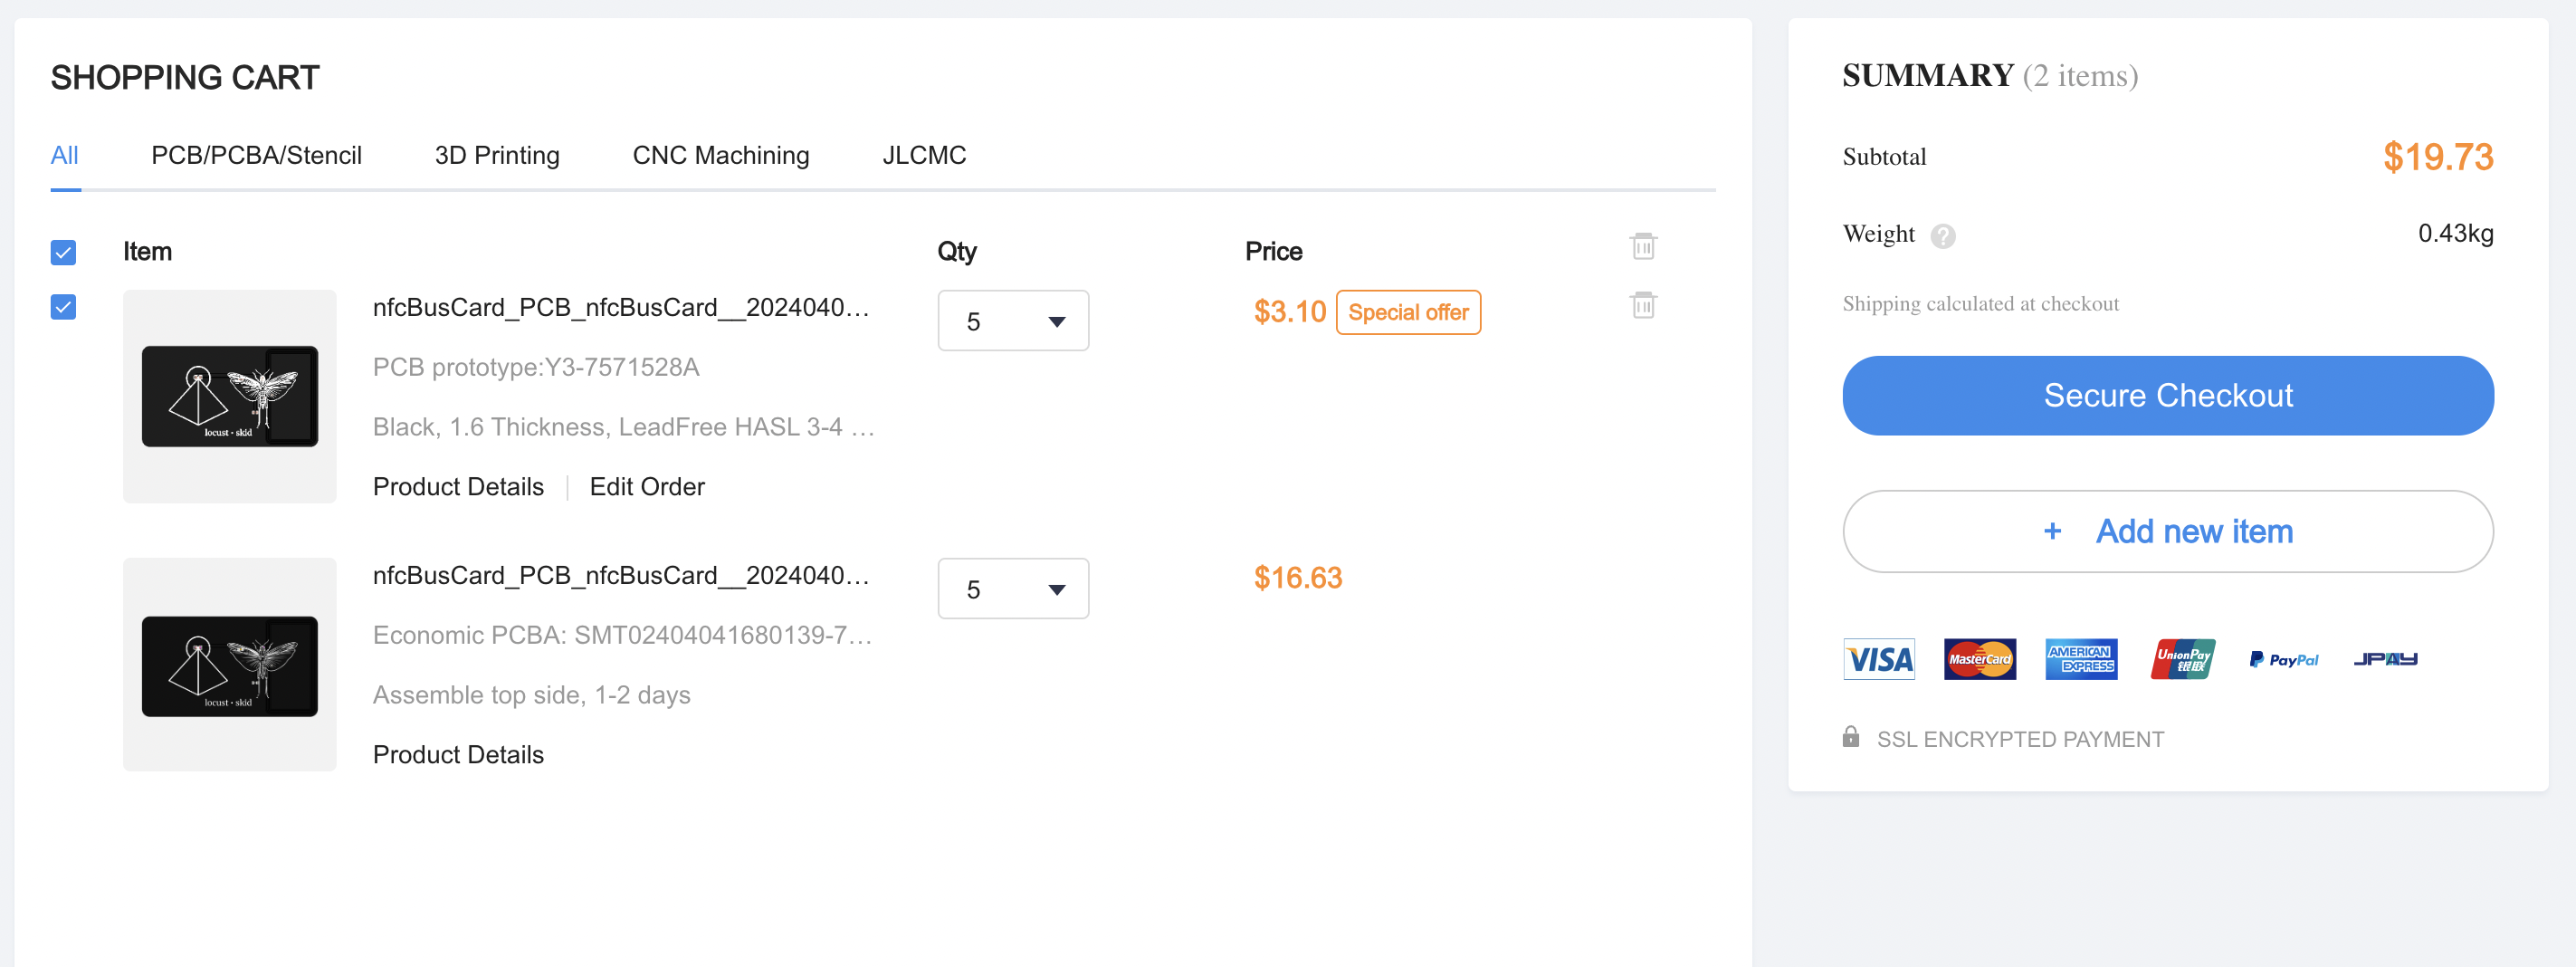 SHOPPING CART
All PCB/PCBA/Stencil 3D Printing CNC Machining JLCMC
Item Qty Price
nfcBusCard_PCB_nfcBusCard__2024040... 5 $3.10 Special offer
PCB prototype:Y3-7571528A
Black, 1.6 Thickness, LeadFree HASL 3-4 ...
locust · skid
Product Details | Edit Order
nfcBusCard_PCB_nfcBusCard__2024040... 5 $16.63
Economic PCBA: SMT02404041680139-7...
Assemble top side, 1-2 days
locust · skid
Product Details
SUMMARY (2 items)
Subtotal $19.73
Weight ? 0.43kg
Shipping calculated at checkout
Secure Checkout
+ Add new item
VISA MasterCard AMERICAN EXPRESS UnionPay 银联 PayPal JPAY
SSL ENCRYPTED PAYMENT